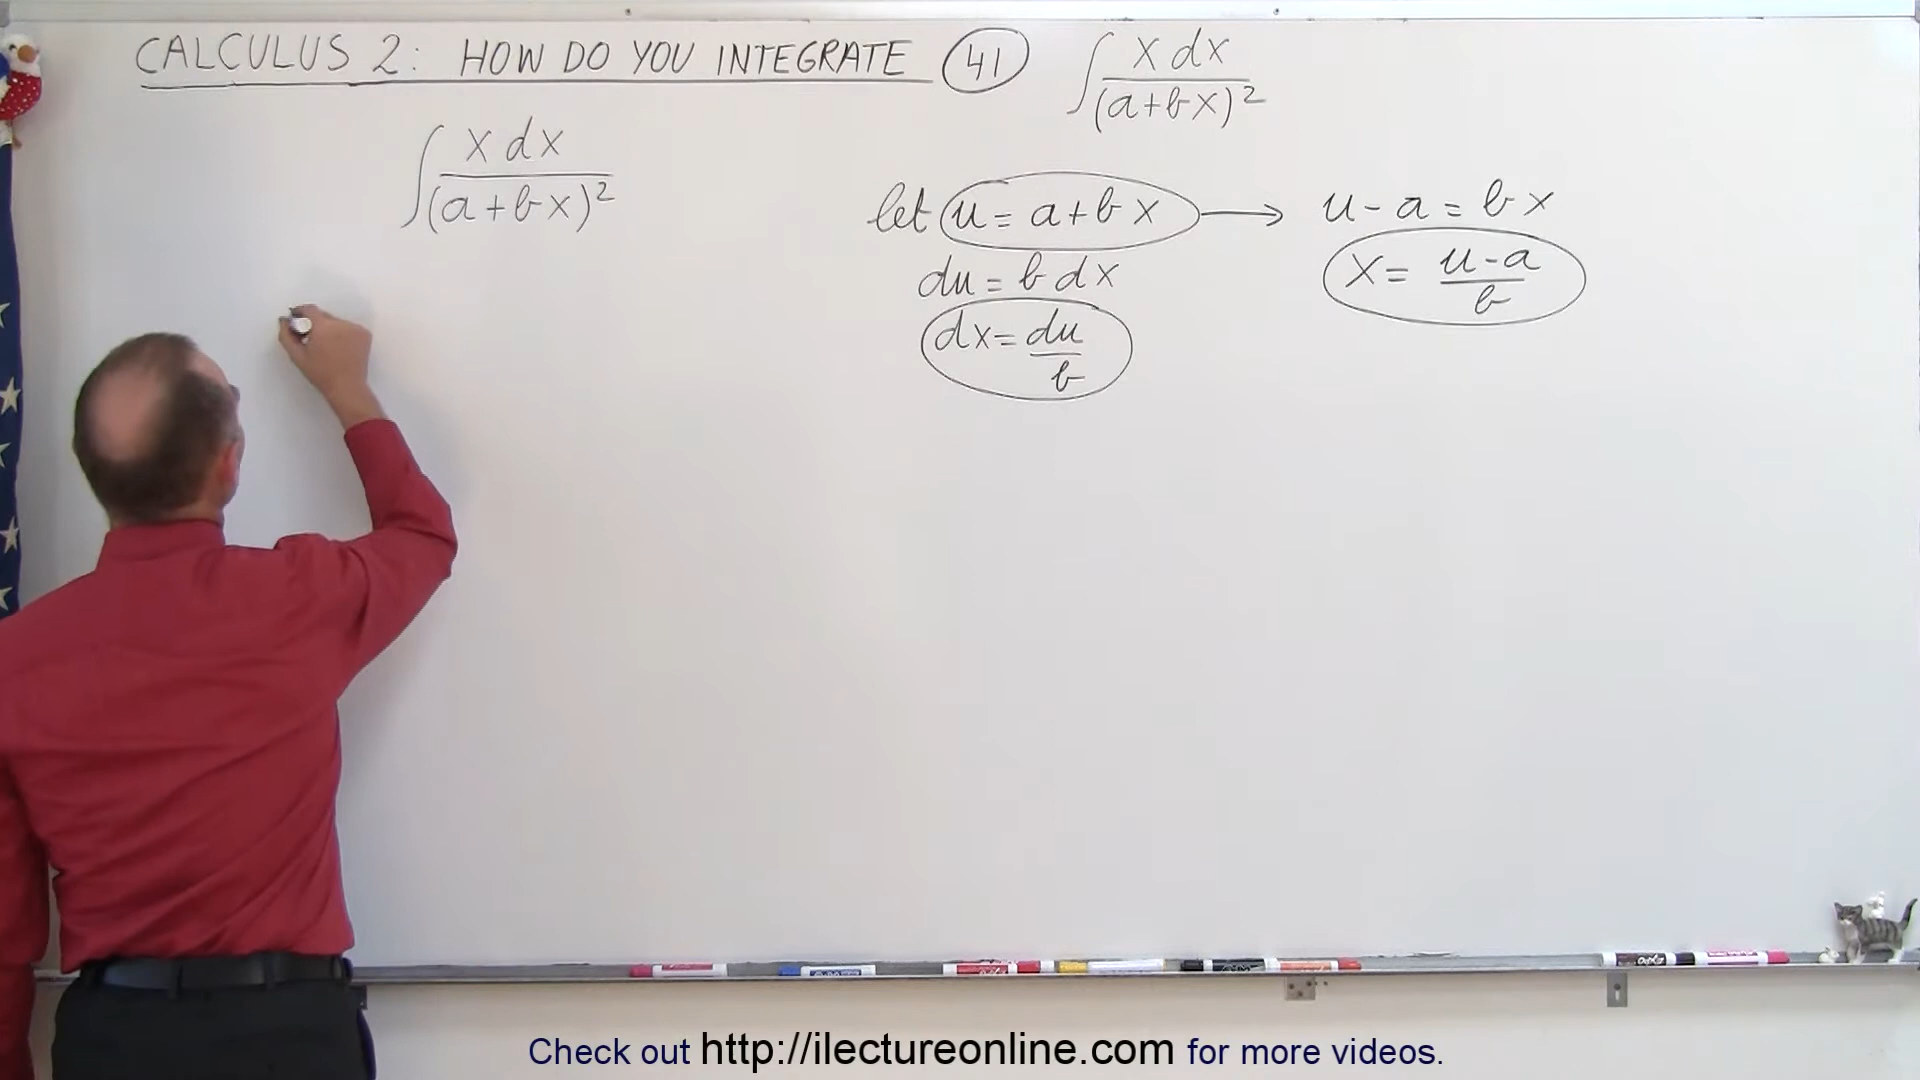 CALCULUS 2: HOW DO YOU INTEGRATE (41) ∫ x dx / (a+bx)²
∫ x dx / (a+bx)²
let u = a+bx → u-a = bx
du = b dx
x = u-a / b
dx = du / b
Check out http://ilectureonline.com for more videos.